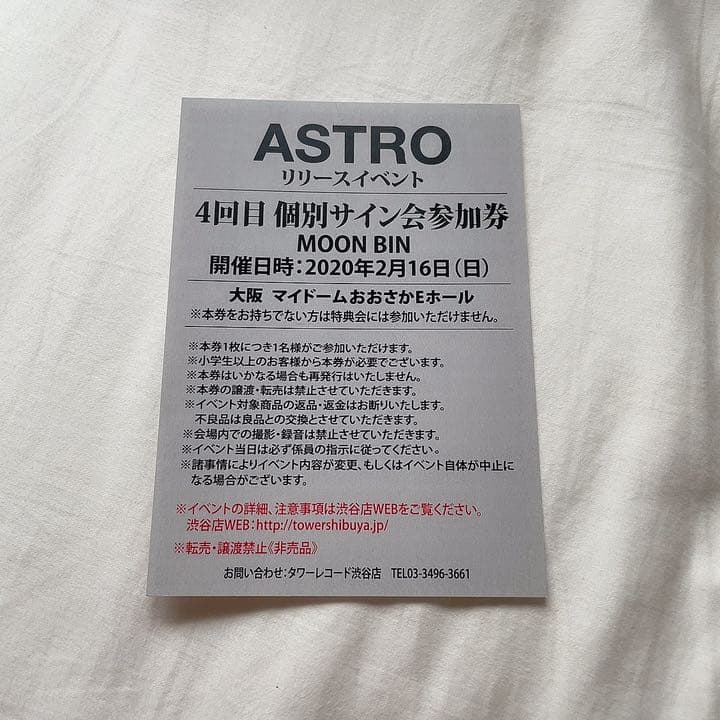 ASTRO
リリースイベント
4回目 個別サイン会参加券
MOON BIN
開催日時：2020年2月16日（日）
大阪 マイドームおおさかEホール
※本券をお持ちでない方は特典会には参加いただけません。
※本券1枚につき1名様がご参加いただけます。
※小学生以上のお客様から本券が必要でございます。
※本券はいかなる場合も再発行はいたしません。
※本券の譲渡・転売は禁止させていただきます。
※イベント対象商品の返品・返金はお断りいたします。
不良品は良品との交換とさせていただきます。
※会場内での撮影・録音は禁止させていただきます。
※イベント当日は必ず係員の指示に従ってください。
※諸事情によりイベント内容が変更、もしくはイベント自体が中止に
なる場合がございます。
※イベントの詳細、注意事項は渋谷店WEBをご覧ください。
渋谷店WEB：http://towershibuya.jp/
※転売・譲渡禁止《非売品》
お問い合わせ：タワーレコード渋谷店 TEL03-3496-3661